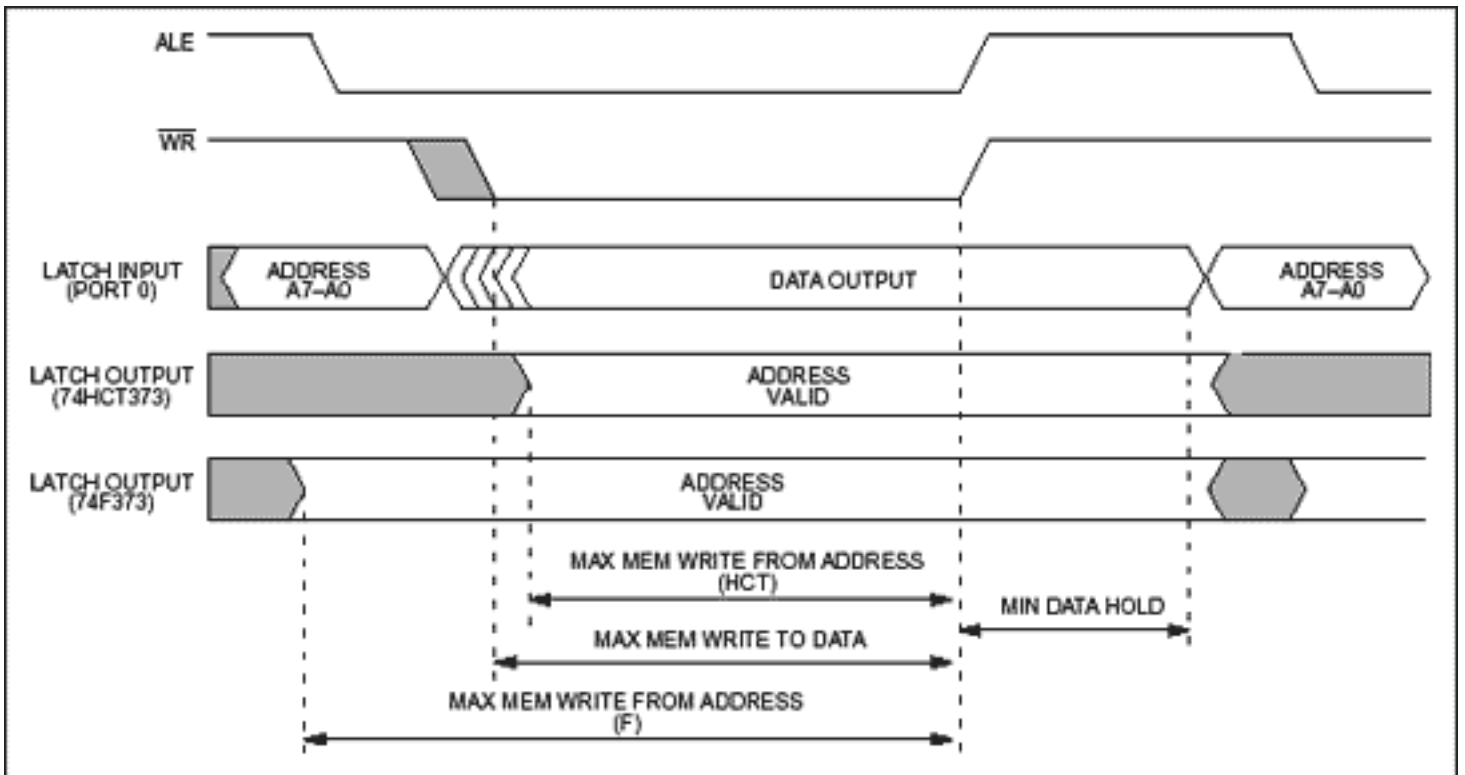 ALE
WR
LATCH INPUT
(PORT 0)
ADDRESS
A7–A0
DATA OUTPUT
ADDRESS
A7–A0
LATCH OUTPUT
(74HCT373)
ADDRESS
VALID
LATCH OUTPUT
(74F373)
ADDRESS
VALID
MAX MEM WRITE FROM ADDRESS
(HCT)
MIN DATA HOLD
MAX MEM WRITE TO DATA
MAX MEM WRITE FROM ADDRESS
(F)